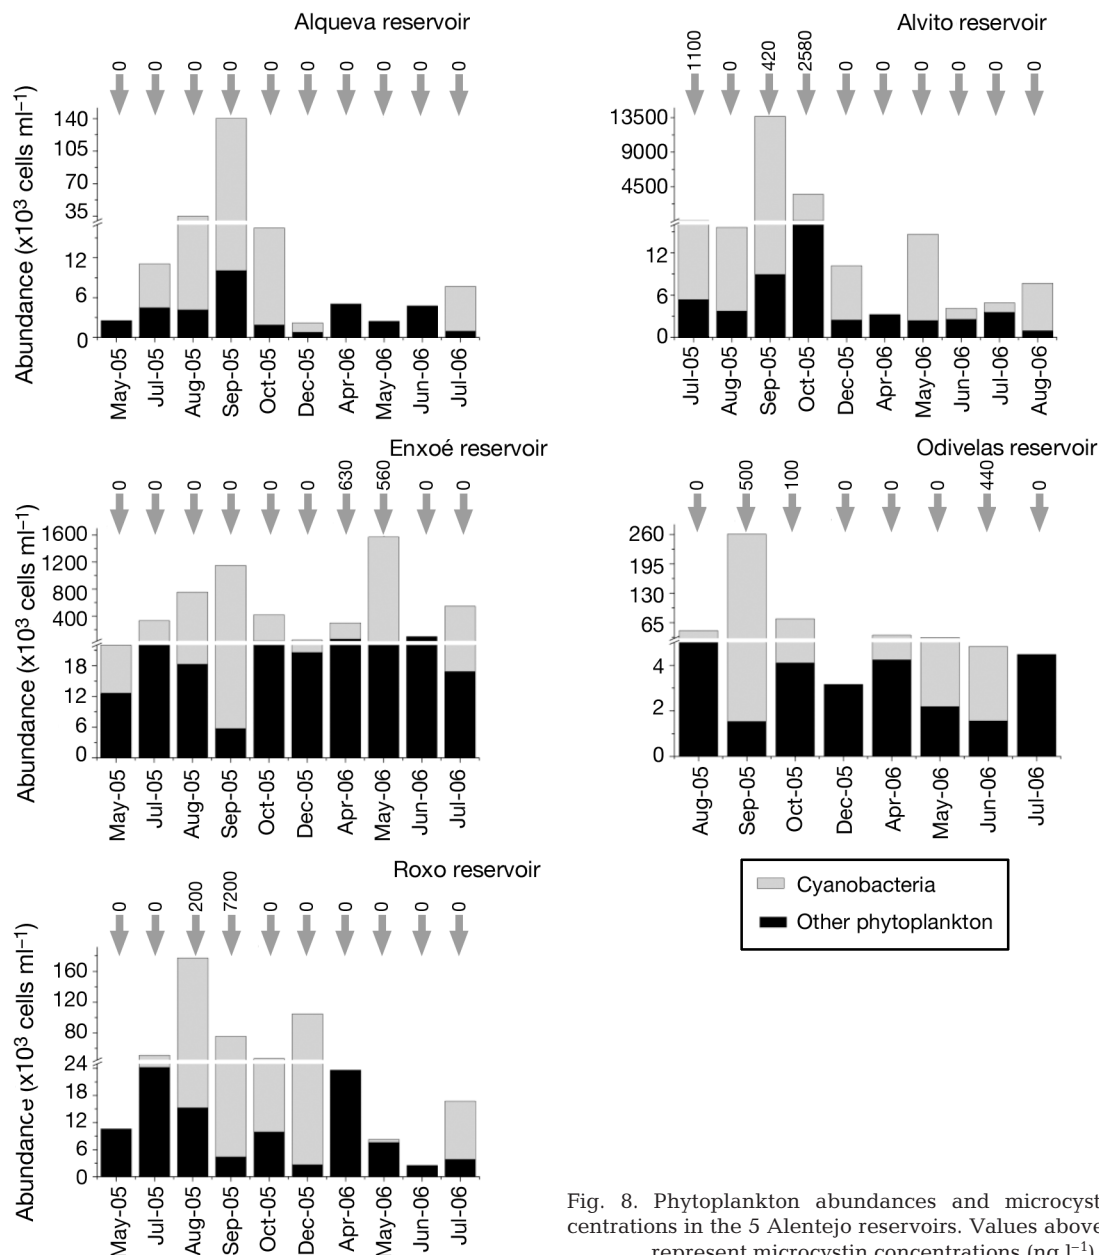 Alqueva reservoir
0 0 0 0 0 0 0 0 0 0
Abundance (x10³ cells ml⁻¹)
140
105
70
35
12
6
0
May-05 Jul-05 Aug-05 Sep-05 Oct-05 Dec-05 Apr-06 May-06 Jun-06 Jul-06
Alvito reservoir
1100 0 420 2580 0 0 0 0 0 0
13500
9000
4500
12
6
0
Jul-05 Aug-05 Sep-05 Oct-05 Dec-05 Apr-06 May-06 Jun-06 Jul-06 Aug-06
Enxoé reservoir
0 0 0 0 0 0 630 560 0 0
Abundance (x10³ cells ml⁻¹)
1600
1200
800
400
18
12
6
0
May-05 Jul-05 Aug-05 Sep-05 Oct-05 Dec-05 Apr-06 May-06 Jun-06 Jul-06
Odivelas reservoir
0 500 100 0 0 0 440 0
260
195
130
65
4
2
0
Aug-05 Sep-05 Oct-05 Dec-05 Apr-06 May-06 Jun-06 Jul-06
Roxo reservoir
0 0 200 7200 0 0 0 0 0 0
Abundance (x10³ cells ml⁻¹)
160
120
80
24
18
12
6
0
May-05 Jul-05 Aug-05 Sep-05 Oct-05 Dec-05 Apr-06 May-06 Jun-06 Jul-06
Cyanobacteria
Other phytoplankton
Fig. 8. Phytoplankton abundances and microcyst
centrations in the 5 Alentejo reservoirs. Values above
represent microcystin concentrations (ng l⁻¹)